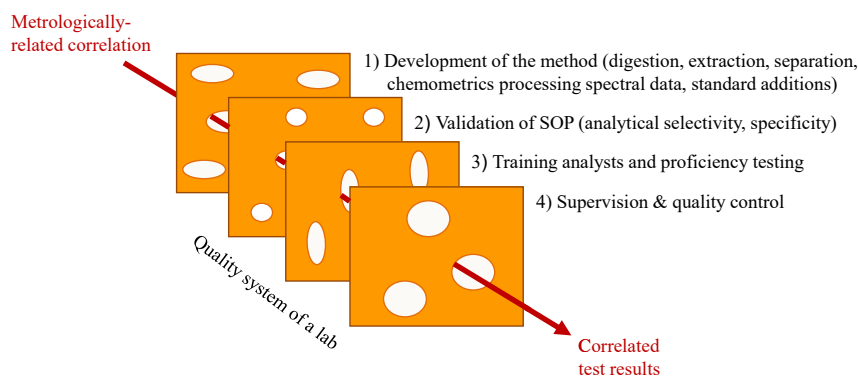 Metrologically-
related correlation
1) Development of the method (digestion, extraction, separation,
chemometrics processing spectral data, standard additions)
2) Validation of SOP (analytical selectivity, specificity)
3) Training analysts and proficiency testing
4) Supervision & quality control
Quality system of a lab
Correlated
test results